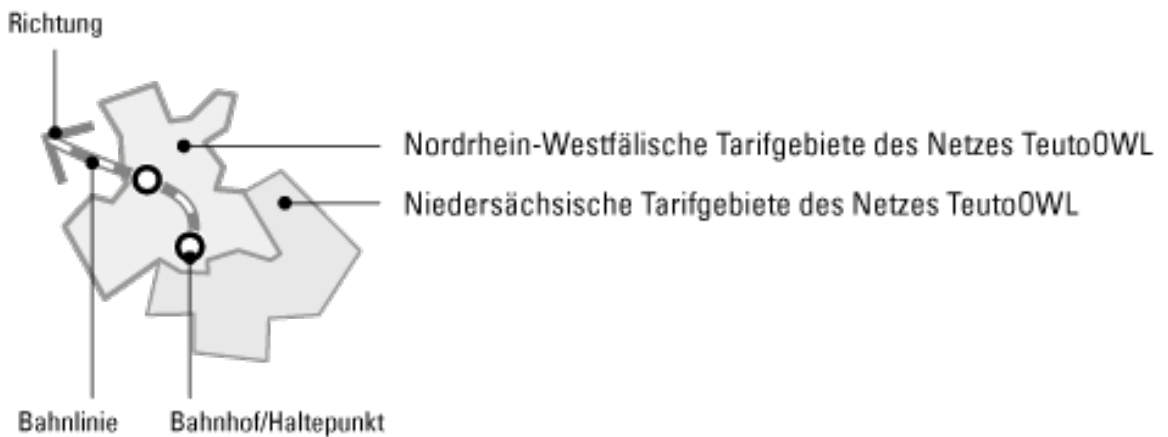 Richtung
Nordrhein-Westfälische Tarifgebiete des Netzes TeutoOWL
Niedersächsische Tarifgebiete des Netzes TeutoOWL
Bahnlinie
Bahnhof/Haltepunkt